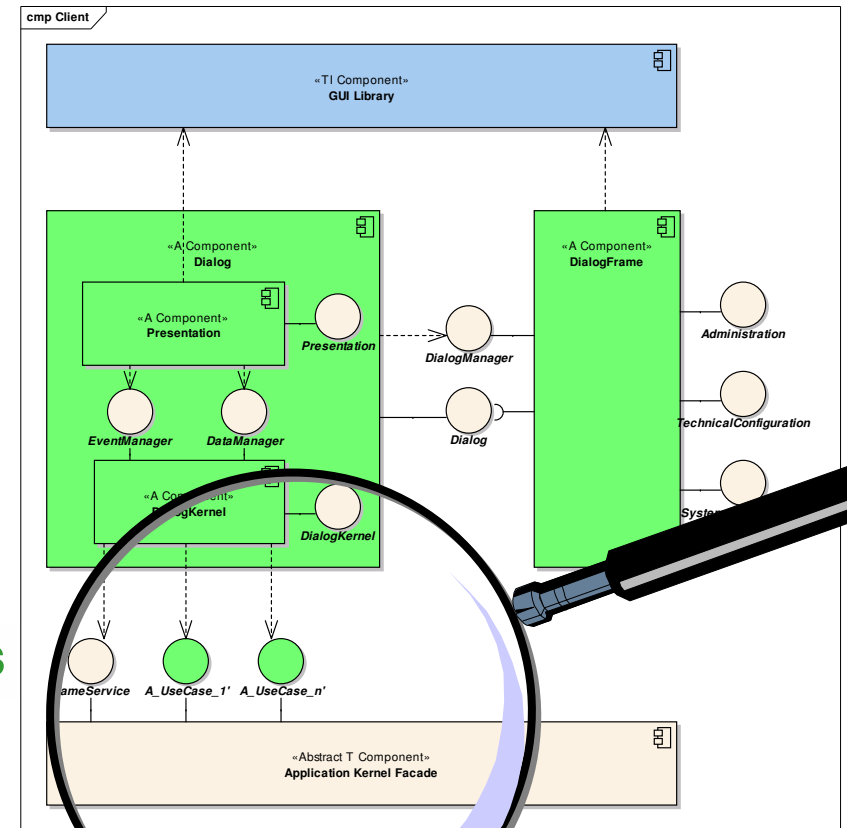 cmp Client
«TI Component»
GUI Library
«A Component»
Dialog
«A Component»
DialogFrame
«A Component»
Presentation
Presentation
DialogManager
Administration
EventManager
DataManager
Dialog
TechnicalConfiguration
«A
DialogKernel
A_UseCase_1'
A_UseCase_n'
«Abstract T Component»
Application Kernel Facade